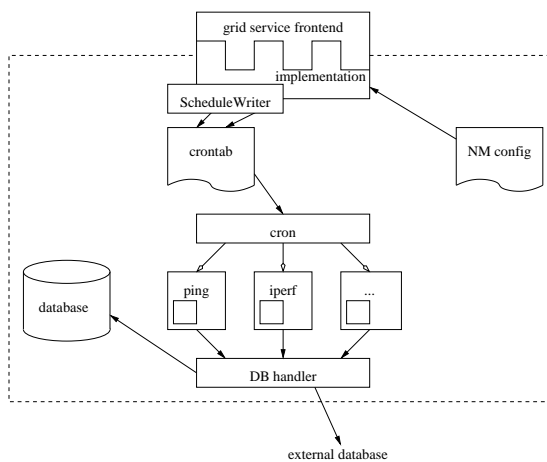 grid service frontend
implementation
ScheduleWriter
crontab
NM config
cron
ping
iperf
...
database
DB handler
external database